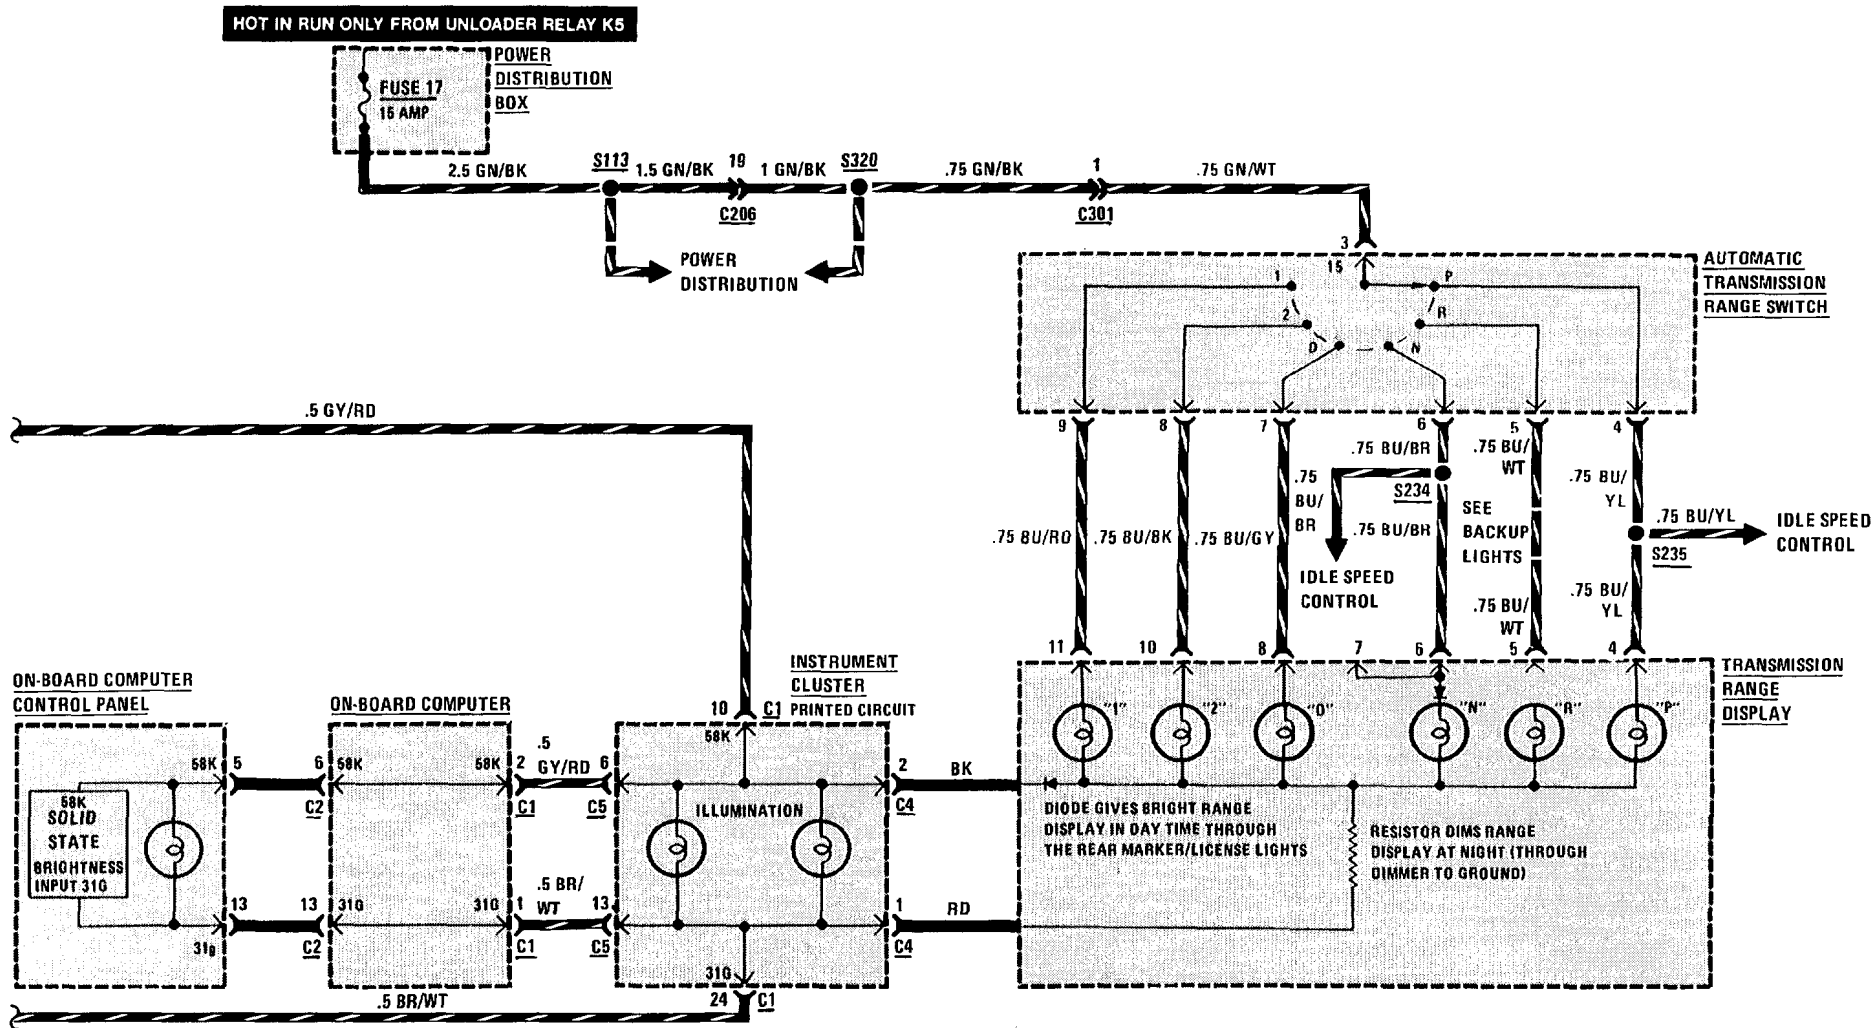 HOT IN RUN ONLY FROM UNLOADER RELAY K5
POWER
DISTRIBUTION
BOX
FUSE 17
15 AMP
2.5 GN/BK
S113
1.5 GN/BK
19
C206
1 GN/BK
S320
.75 GN/BK
1
C301
.75 GN/WT
POWER
DISTRIBUTION
3
15
AUTOMATIC
TRANSMISSION
RANGE SWITCH
1
2
D
N
R
P
.5 GY/RD
9
8
7
6
5
4
.75 BU/BR
.75 BU/
WT
.75
BU/
BR
S234
.75 BU/
YL
SEE
BACKUP
LIGHTS
.75 BU/RD
.75 BU/BK
.75 BU/GY
.75 BU/BR
.75 BU/YL
IDLE SPEED
CONTROL
S235
IDLE SPEED
CONTROL
.75 BU/
WT
.75 BU/
YL
11
10
8
7
6
5
4
TRANSMISSION
RANGE
DISPLAY
"1"
"2"
"D"
"N"
"R"
"P"
ON-BOARD COMPUTER
CONTROL PANEL
ON-BOARD COMPUTER
INSTRUMENT
CLUSTER
PRINTED CIRCUIT
10
C1
58K
58K
5
6
C2
58K
58K
2
C1
.5
GY/RD
6
C5
2
C4
BK
58K
SOLID
STATE
BRIGHTNESS
INPUT 31G
ILLUMINATION
DIODE GIVES BRIGHT RANGE
DISPLAY IN DAY TIME THROUGH
THE REAR MARKER/LICENSE LIGHTS
RESISTOR DIMS RANGE
DISPLAY AT NIGHT (THROUGH
DIMMER TO GROUND)
13
31g
13
C2
31G
31G
1
C1
.5 BR/
WT
13
C5
1
C4
RD
31G
24
C1
.5 BR/WT